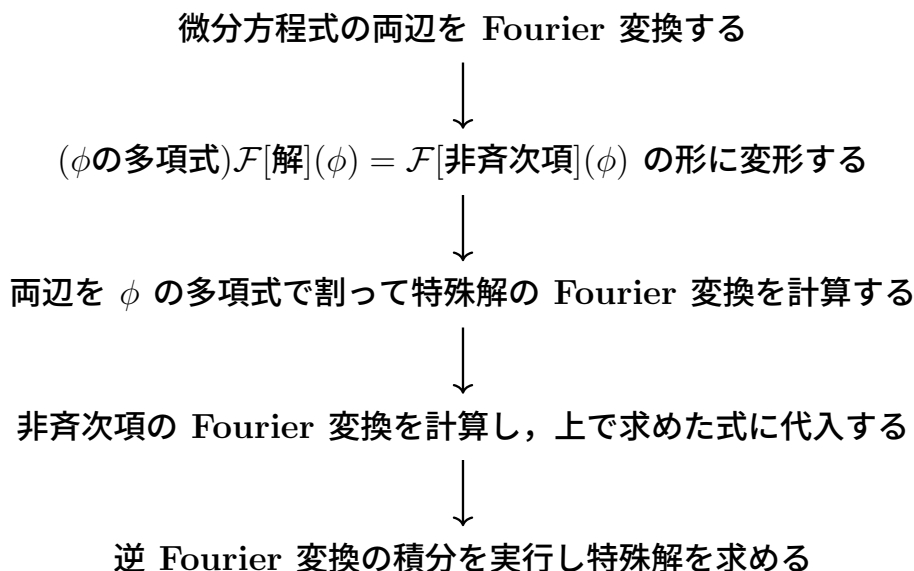 微分方程式の両辺を Fourier 変換する
(ϕの多項式)ℱ[解](ϕ) = ℱ[非斉次項](ϕ) の形に変形する
両辺を ϕ の多項式で割って特殊解の Fourier 変換を計算する
非斉次項の Fourier 変換を計算し，上で求めた式に代入する
逆 Fourier 変換の積分を実行し特殊解を求める